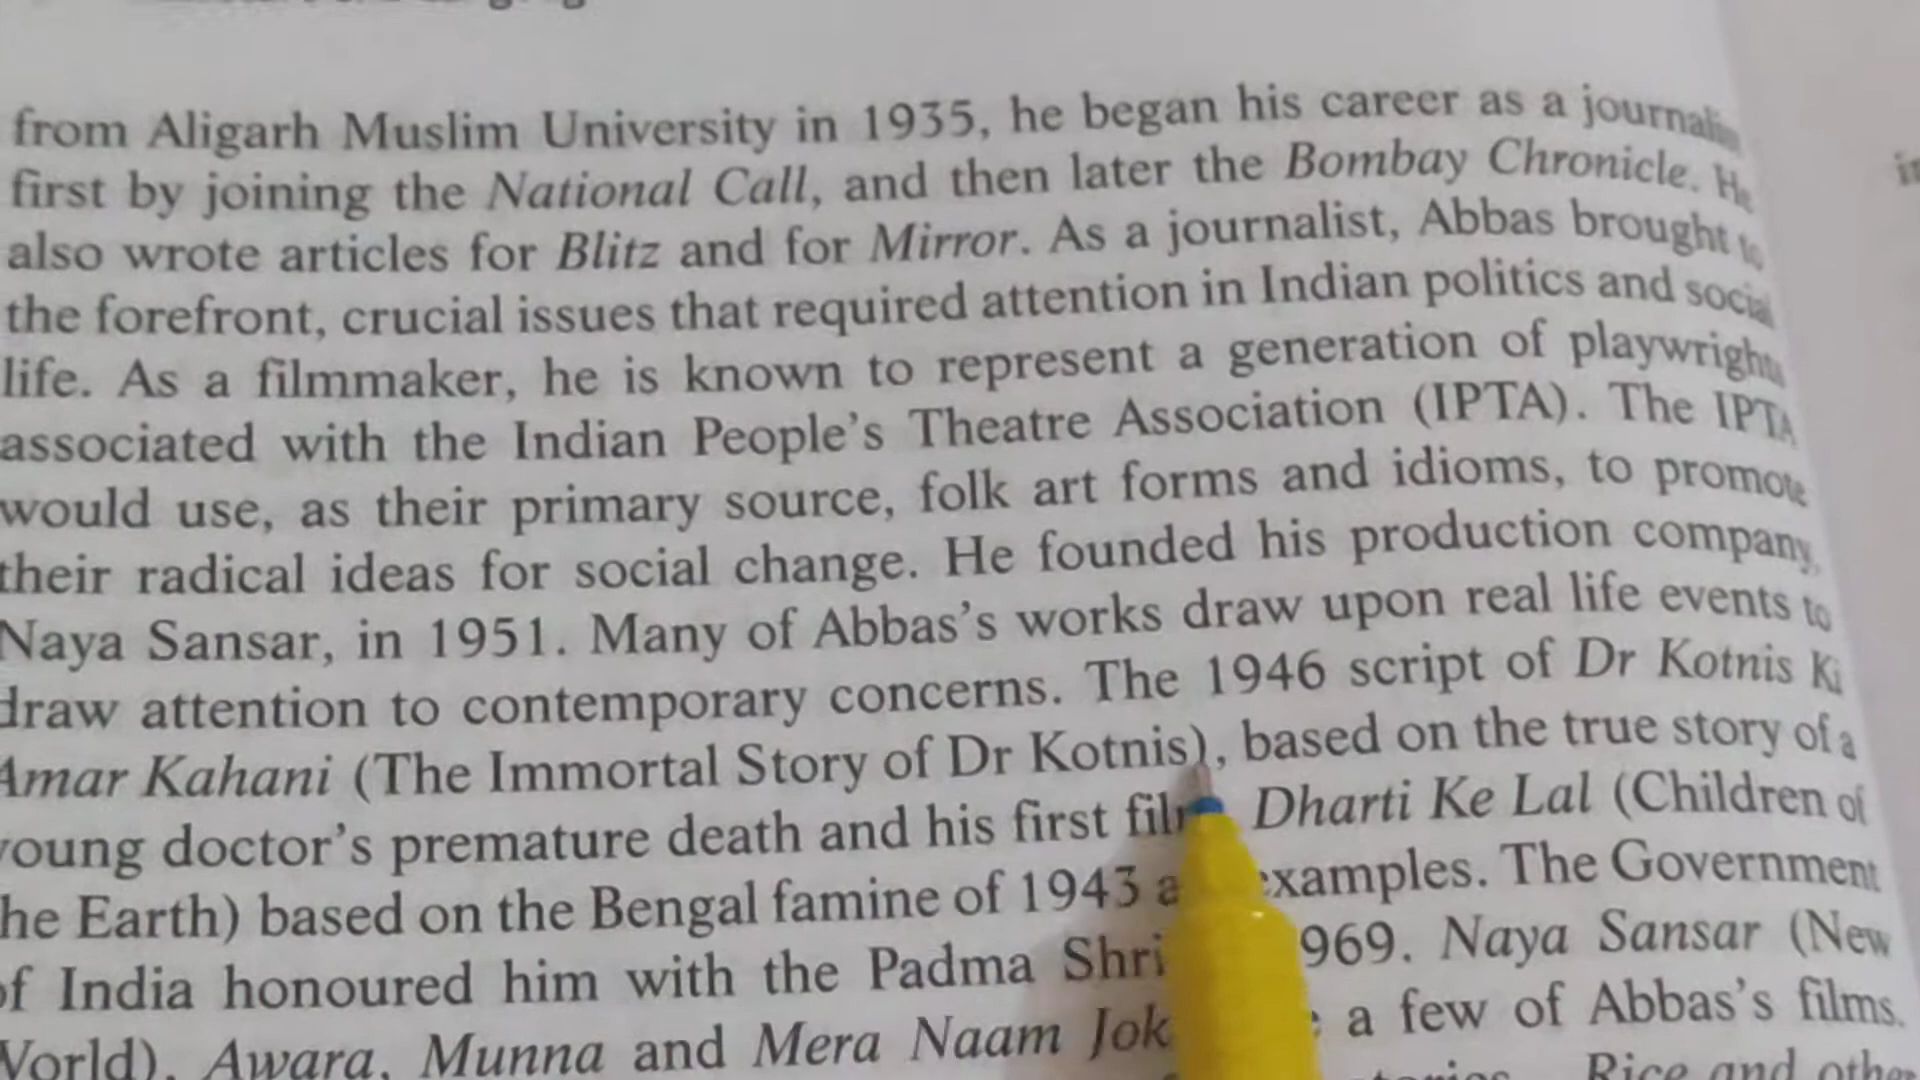 from Aligarh Muslim University in 1935, he began his career as a
first by joining the National Call, and then later the Bombay Chronicle. He
also wrote articles for Blitz and for Mirror. As a journalist, Abbas brought to
the forefront, crucial issues that required attention in Indian politics and social
life. As a filmmaker, he is known to represent a generation of playwrights
associated with the Indian People's Theatre Association (IPTA). The IPTA
would use, as their primary source, folk art forms and idioms, to promote
their radical ideas for social change. He founded his production company,
Naya Sansar, in 1951. Many of Abbas's works draw upon real life events to
draw attention to contemporary concerns. The 1946 script of Dr Kotnis Ki
Amar Kahani (The Immortal Story of Dr Kotnis), based on the true story of a
young doctor's premature death and his first Dharti Ke Lal (Children of
he Earth) based on the Bengal famine of 1943 examples. The Government
of India honoured him with the Padma Shri 969. Naya Sansar (New
World), Awara, Munna and Mera Naam Jok a few of Abbas's films.
Rice and other